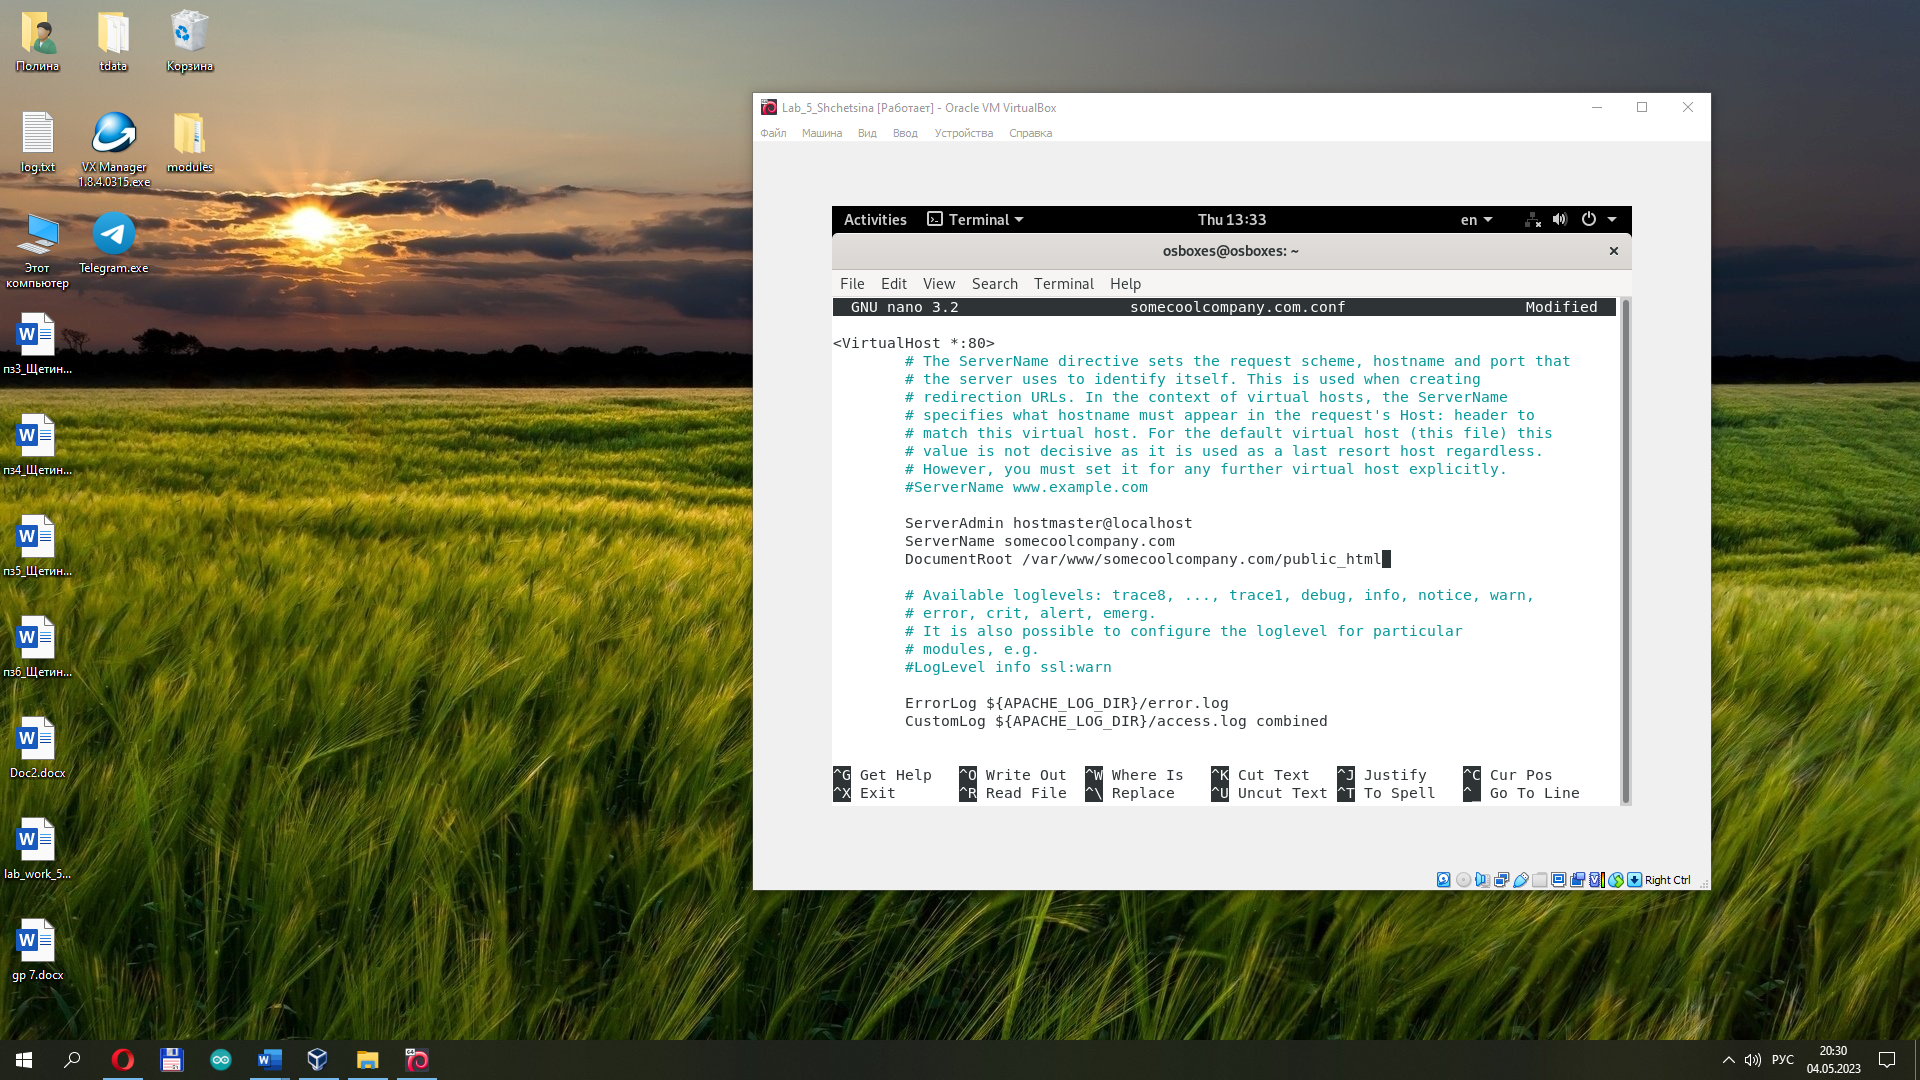 Полина
tdata
Корзина
log.txt
VX Manager
1.8.4.0315.exe
modules
Этот
компьютер
Telegram.exe
пз3_Щетин...
пз4_Щетин...
пз5_Щетин...
пз6_Щетин...
Doc2.docx
lab_work_5...
gp 7.docx
Lab_5_Shchetsina [Работает] - Oracle VM VirtualBox
Файл Машина Вид Ввод Устройства Справка
Activities Terminal Thu 13:33 en
osboxes@osboxes: ~
File Edit View Search Terminal Help
GNU nano 3.2 somecoolcompany.com.conf Modified
<VirtualHost *:80>
# The ServerName directive sets the request scheme, hostname and port that
# the server uses to identify itself. This is used when creating
# redirection URLs. In the context of virtual hosts, the ServerName
# specifies what hostname must appear in the request's Host: header to
# match this virtual host. For the default virtual host (this file) this
# value is not decisive as it is used as a last resort host regardless.
# However, you must set it for any further virtual host explicitly.
#ServerName www.example.com
ServerAdmin hostmaster@localhost
ServerName somecoolcompany.com
DocumentRoot /var/www/somecoolcompany.com/public_html
# Available loglevels: trace8, ..., trace1, debug, info, notice, warn,
# error, crit, alert, emerg.
# It is also possible to configure the loglevel for particular
# modules, e.g.
#LogLevel info ssl:warn
ErrorLog ${APACHE_LOG_DIR}/error.log
CustomLog ${APACHE_LOG_DIR}/access.log combined
^G Get Help ^O Write Out ^W Where Is ^K Cut Text ^J Justify ^C Cur Pos
^X Exit ^R Read File ^\ Replace ^U Uncut Text ^T To Spell ^_ Go To Line
Right Ctrl
РУС
20:30
04.05.2023